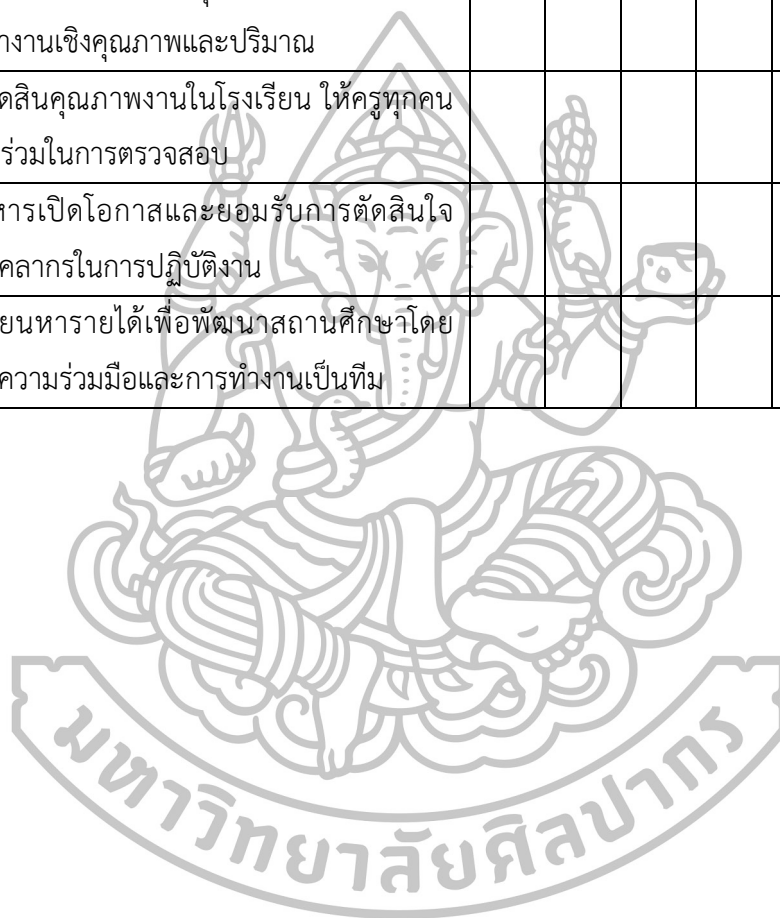 างานเชิงคุณภาพและปริมาณ
ดสินคุณภาพงานในโรงเรียน ให้ครูทุกคน
ร่วมในการตรวจสอบ
หารเปิดโอกาสและยอมรับการตัดสินใจ
คลากรในการปฏิบัติงาน
ยนหารายได้เพื่อพัฒนาสถานศึกษาโดย
ความร่วมมือและการทำงานเป็นทีม
มหาวิทยาลัยศิลปากร